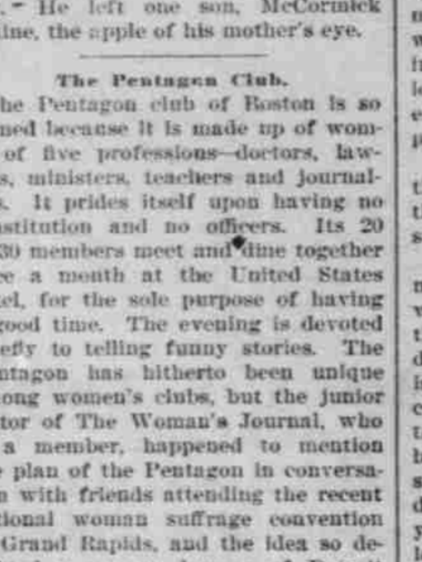 He left one son, McCormick
line, the apple of his mother's eye.
The Pentagon Club.
he Pentagon club of Boston is so
ned because it is made up of wom-
of five professions—doctors, law-
s, ministers, teachers and journal-
s. It prides itself upon having no
stitution and no officers. Its 20
30 members meet and dine together
ce a month at the United States
el, for the sole purpose of having
good time. The evening is devoted
efly to telling funny stories. The
ntagon has hitherto been unique
ong women's clubs, but the junior
tor of The Woman's Journal, who
a member, happened to mention
e plan of the Pentagon in conversa-
n with friends attending the recent
tional woman suffrage convention
Grand Rapids, and the idea so de-